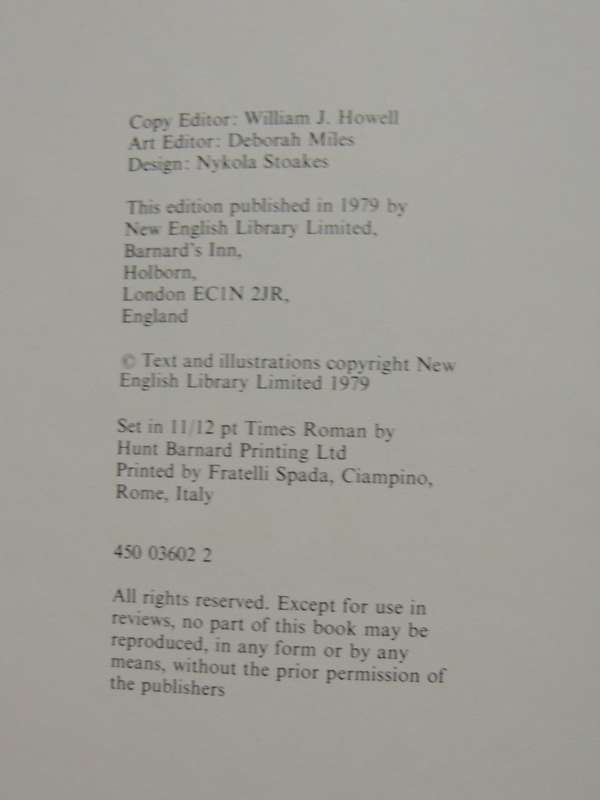 Copy Editor: William J. Howell
Art Editor: Deborah Miles
Design: Nykola Stoakes
This edition published in 1979 by
New English Library Limited,
Barnard's Inn,
Holborn,
London EC1N 2JR,
England
© Text and illustrations copyright New
English Library Limited 1979
Set in 11/12 pt Times Roman by
Hunt Barnard Printing Ltd
Printed by Fratelli Spada, Ciampino,
Rome, Italy
450 03602 2
All rights reserved. Except for use in
reviews, no part of this book may be
reproduced, in any form or by any
means, without the prior permission of
the publishers